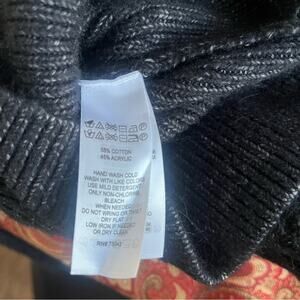 55% COTTON
45% ACRYLIC
HAND WASH COLD
WASH WITH LIKE COLORS
USE MILD DETERGENT
ONLY NON-CHLORINE
BLEACH
WHEN NEEDED
DO NOT WRING OR TWIST
DRY FLAT
LOW IRON IF NEEDED
OR DRY CLEAN